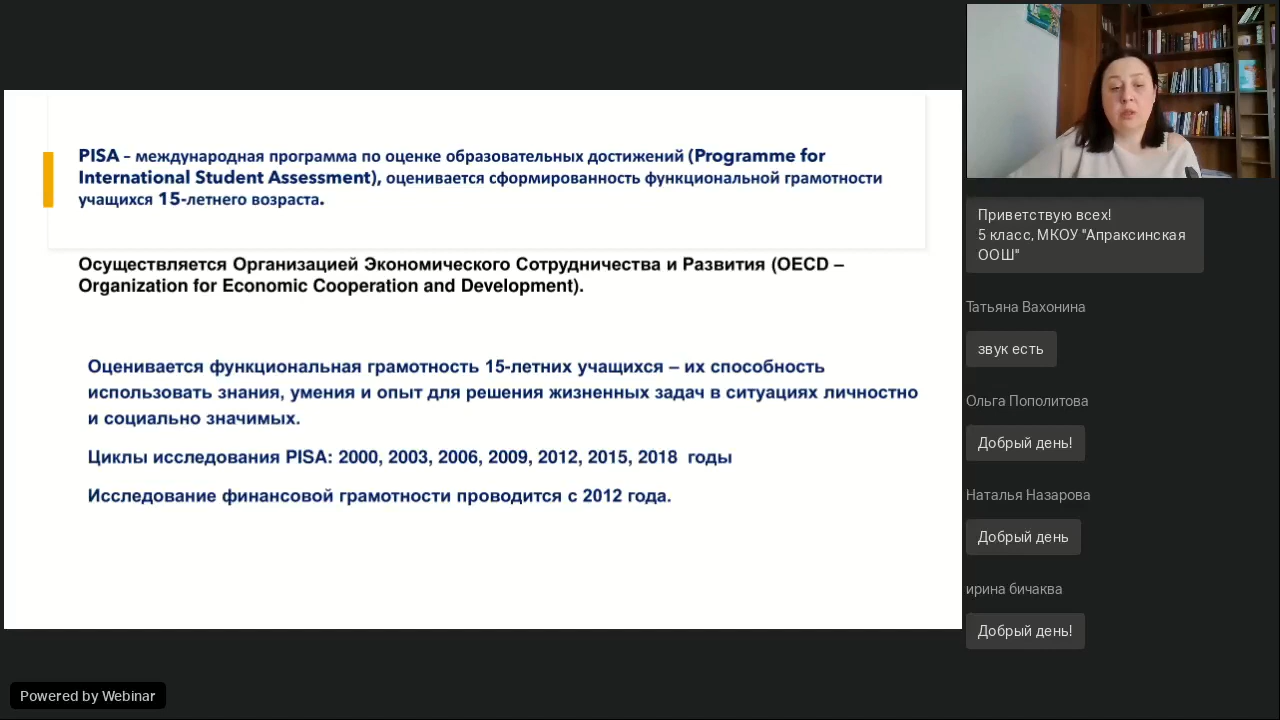 PISA – международная программа по оценке образовательных достижений (Programme for
International Student Assessment), оценивается сформированность функциональной грамотности
учащихся 15-летнего возраста.
Осуществляется Организацией Экономического Сотрудничества и Развития (OECD –
Organization for Economic Cooperation and Development).
Оценивается функциональная грамотность 15-летних учащихся – их способность
использовать знания, умения и опыт для решения жизненных задач в ситуациях личностно
и социально значимых.
Циклы исследования PISA: 2000, 2003, 2006, 2009, 2012, 2015, 2018  годы
Исследование финансовой грамотности проводится с 2012 года.
Приветствую всех!
5 класс, МКОУ "Апраксинская
ООШ"
Татьяна Вахонина
звук есть
Ольга Пополитова
Добрый день!
Наталья Назарова
Добрый день
ирина бичаква
Добрый день!
Powered by Webinar